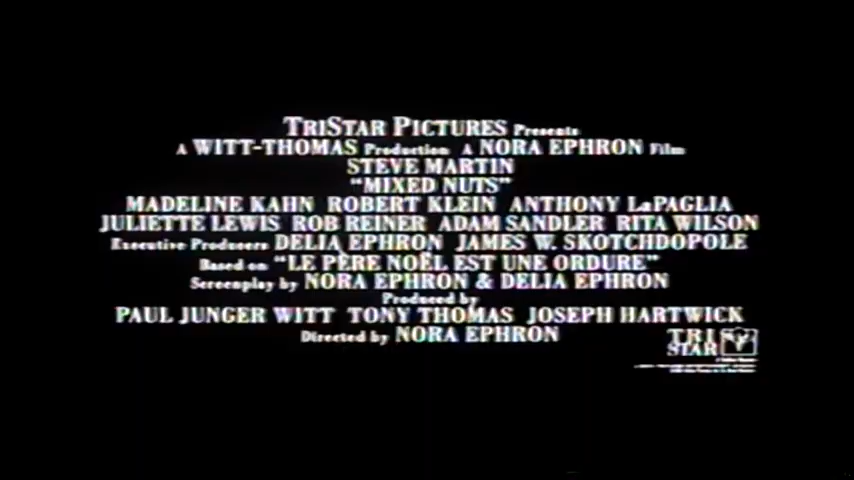 TRISTAR PICTURES Presents
A WITT-THOMAS Production A NORA EPHRON Film
STEVE MARTIN
"MIXED NUTS"
MADELINE KAHN ROBERT KLEIN ANTHONY LaPAGLIA
JULIETTE LEWIS ROB REINER ADAM SANDLER RITA WILSON
Executive Producers DELIA EPHRON JAMES W. SKOTCHDOPOLE
Based on "LE PÈRE NOËL EST UNE ORDURE"
Screenplay by NORA EPHRON & DELIA EPHRON
Produced by
PAUL JUNGER WITT TONY THOMAS JOSEPH HARTWICK
Directed by NORA EPHRON
TRI
STAR